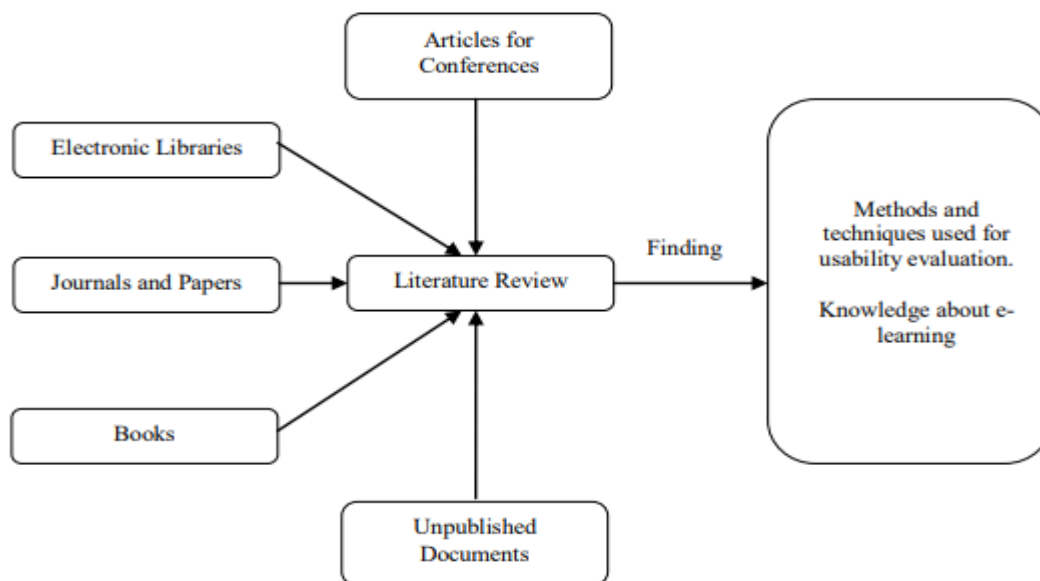 Articles for
Conferences
Electronic Libraries
Journals and Papers
Literature Review
Finding
Methods and
techniques used for
usability evaluation.
Knowledge about e-
learning
Books
Unpublished
Documents